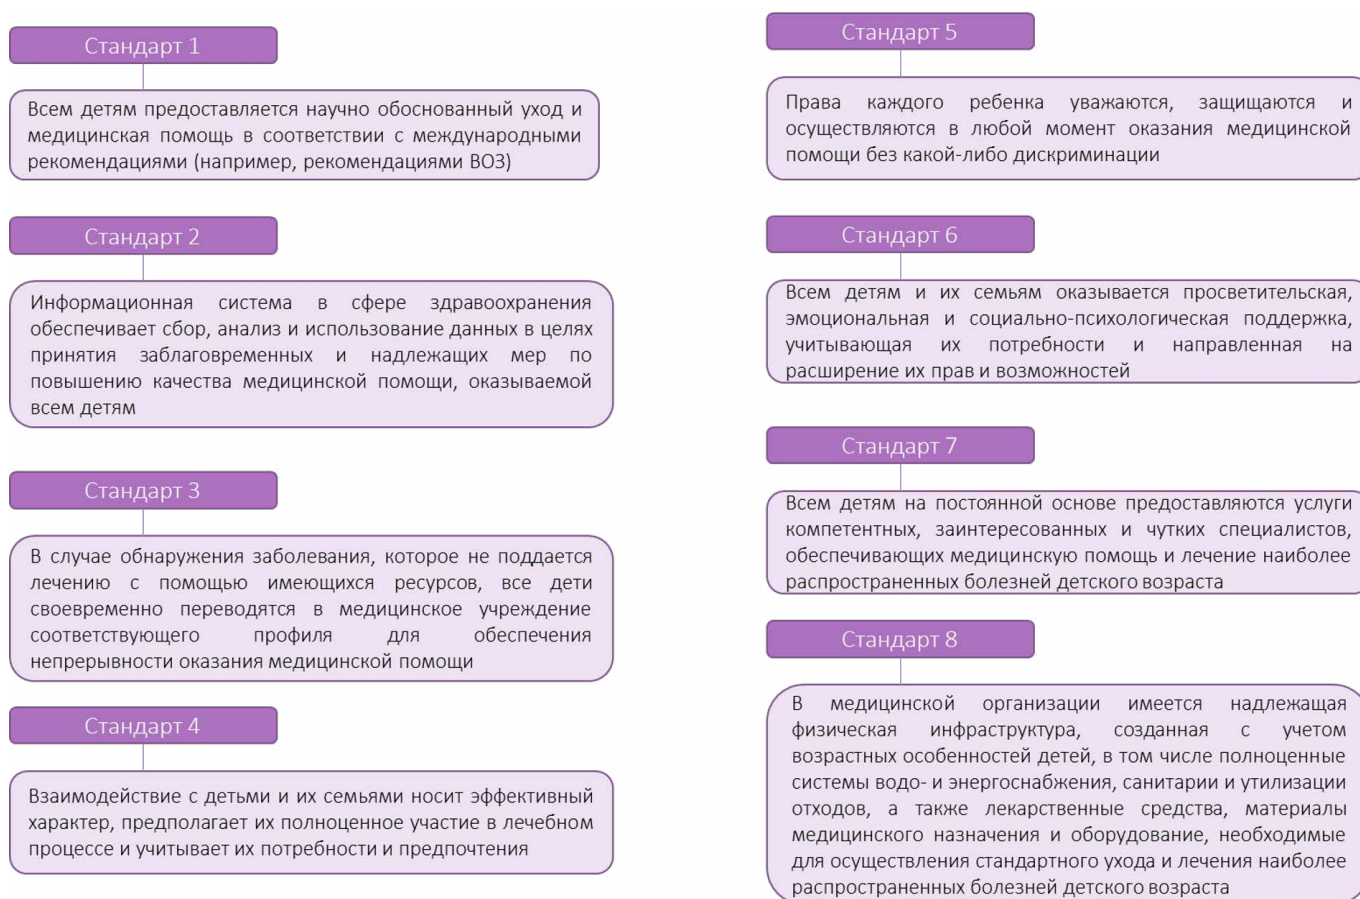 Стандарт 1
Всем детям предоставляется научно обоснованный уход и
медицинская помощь в соответствии с международными
рекомендациями (например, рекомендациями ВОЗ)
Стандарт 2
Информационная система в сфере здравоохранения
обеспечивает сбор, анализ и использование данных в целях
принятия заблаговременных и надлежащих мер по
повышению качества медицинской помощи, оказываемой
всем детям
Стандарт 3
В случае обнаружения заболевания, которое не поддается
лечению с помощью имеющихся ресурсов, все дети
своевременно переводятся в медицинское учреждение
соответствующего профиля для обеспечения
непрерывности оказания медицинской помощи
Стандарт 4
Взаимодействие с детьми и их семьями носит эффективный
характер, предполагает их полноценное участие в лечебном
процессе и учитывает их потребности и предпочтения
Стандарт 5
Права каждого ребенка уважаются, защищаются и
осуществляются в любой момент оказания медицинской
помощи без какой-либо дискриминации
Стандарт 6
Всем детям и их семьям оказывается просветительская,
эмоциональная и социально-психологическая поддержка,
учитывающая их потребности и направленная на
расширение их прав и возможностей
Стандарт 7
Всем детям на постоянной основе предоставляются услуги
компетентных, заинтересованных и чутких специалистов,
обеспечивающих медицинскую помощь и лечение наиболее
распространенных болезней детского возраста
Стандарт 8
В медицинской организации имеется надлежащая
физическая инфраструктура, созданная с учетом
возрастных особенностей детей, в том числе полноценные
системы водо- и энергоснабжения, санитарии и утилизации
отходов, а также лекарственные средства, материалы
медицинского назначения и оборудование, необходимые
для осуществления стандартного ухода и лечения наиболее
распространенных болезней детского возраста